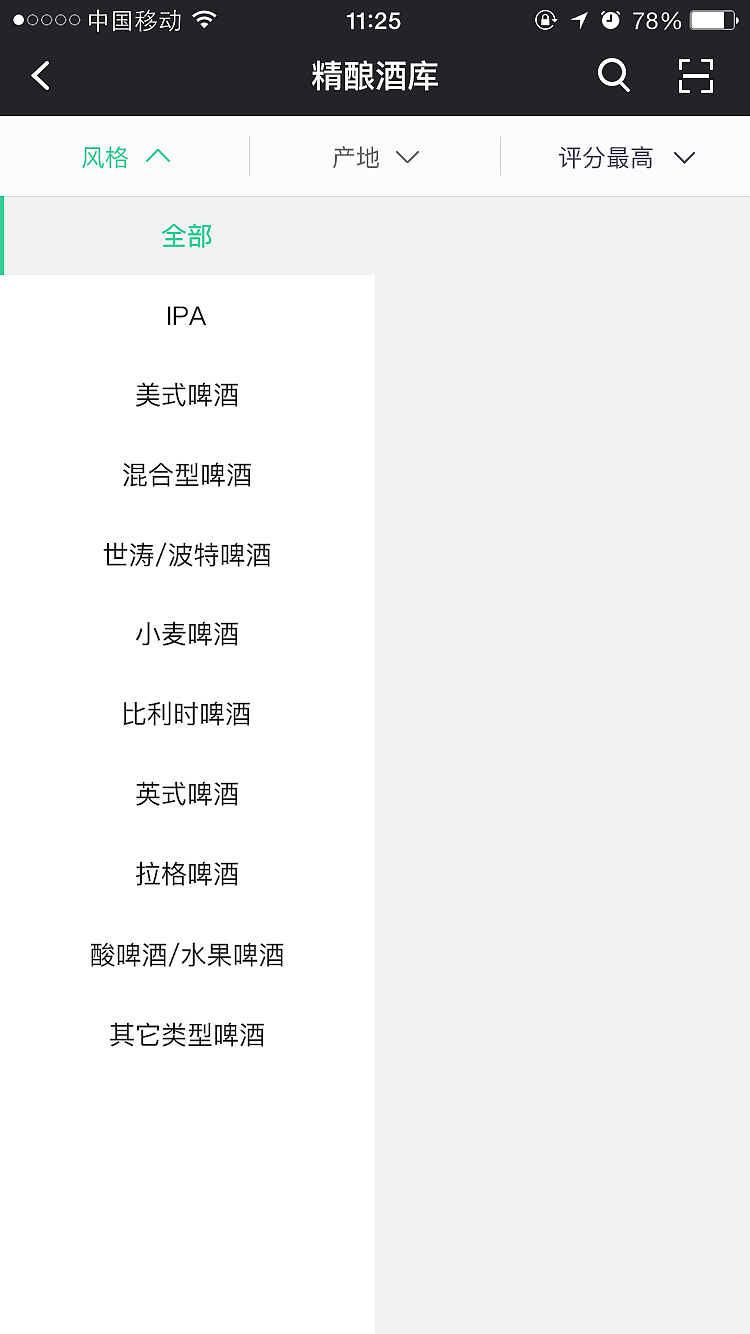 中国移动 11:25 78%
精酿酒库
风格 产地 评分最高
全部
IPA
美式啤酒
混合型啤酒
世涛/波特啤酒
小麦啤酒
比利时啤酒
英式啤酒
拉格啤酒
酸啤酒/水果啤酒
其它类型啤酒